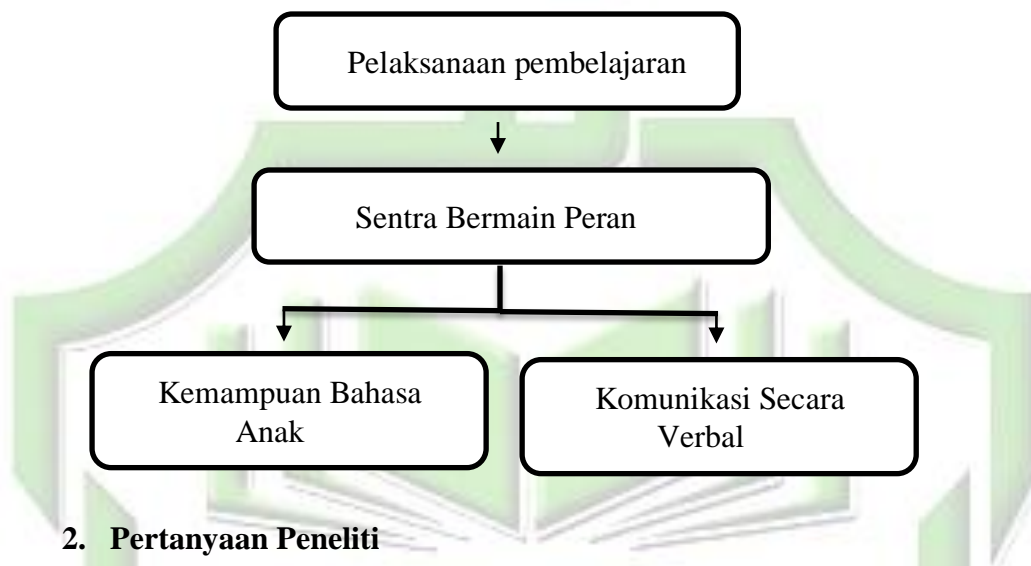 Pelaksanaan pembelajaran
Sentra Bermain Peran
Kemampuan Bahasa
Anak
Komunikasi Secara
Verbal
2. Pertanyaan Peneliti